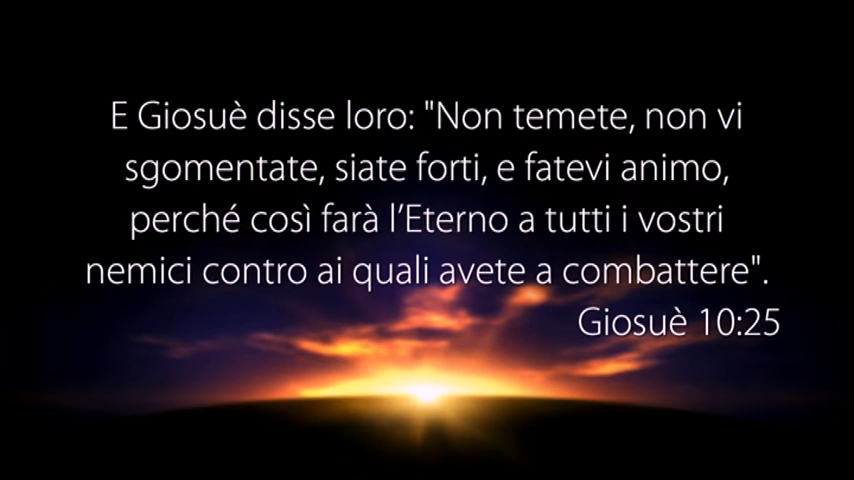 E Giosuè disse loro: "Non temete, non vi
sgomentate, siate forti, e fatevi animo,
perché così farà l’Eterno a tutti i vostri
nemici contro ai quali avete a combattere".
Giosuè 10:25